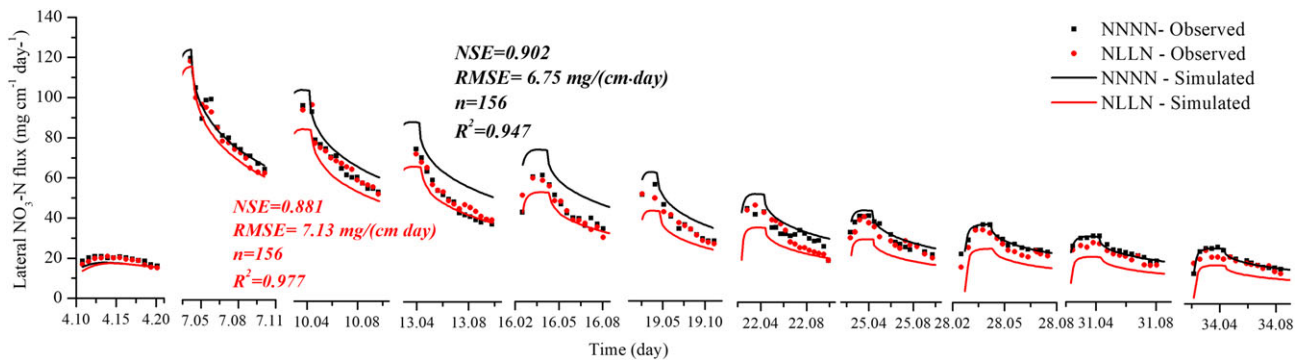 140
120
100
80
60
40
20
0
Lateral NO3-N flux (mg cm-1 day-1)
NSE=0.902
RMSE= 6.75 mg/(cm·day)
n=156
R2=0.947
NSE=0.881
RMSE= 7.13 mg/(cm day)
n=156
R2=0.977
NNNN- Observed
NLLN- Observed
NNNN - Simulated
NLLN - Simulated
4.10 4.15 4.20 7.05 7.08 7.11 10.04 10.08 13.04 13.08 16.02 16.05 16.08 19.05 19.10 22.04 22.08 25.04 25.08 28.02 28.05 28.08 31.04 31.08 34.04 34.08
Time (day)